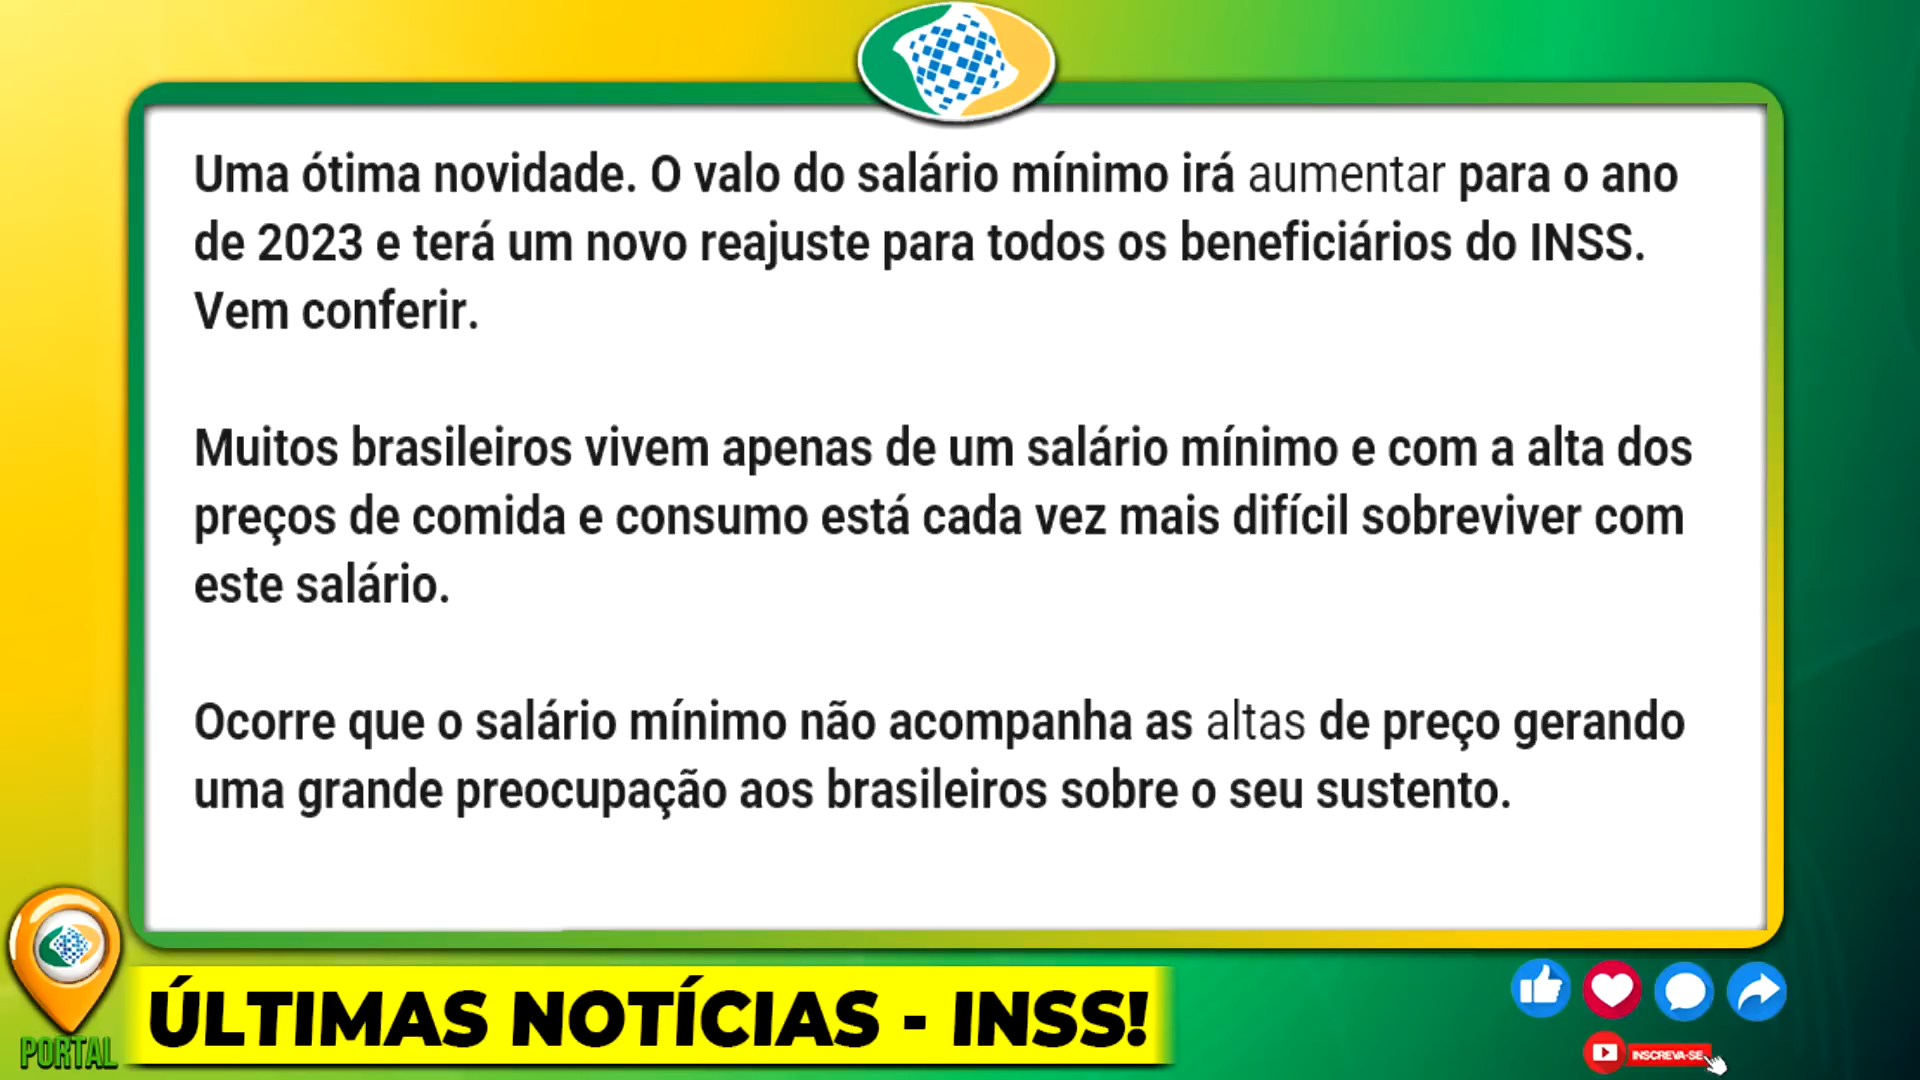 Uma ótima novidade. O valo do salário mínimo irá aumentar para o ano
de 2023 e terá um novo reajuste para todos os beneficiários do INSS.
Vem conferir.
Muitos brasileiros vivem apenas de um salário mínimo e com a alta dos
preços de comida e consumo está cada vez mais difícil sobreviver com
este salário.
Ocorre que o salário mínimo não acompanha as altas de preço gerando
uma grande preocupação aos brasileiros sobre o seu sustento.
ÚLTIMAS NOTÍCIAS - INSS!
PORTAL
INSCREVA-SE